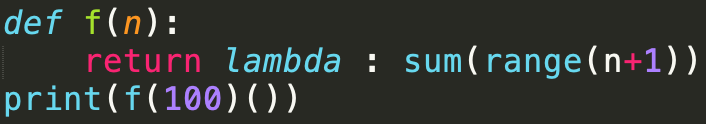 def f(n):
    return lambda : sum(range(n+1))
print(f(100)())